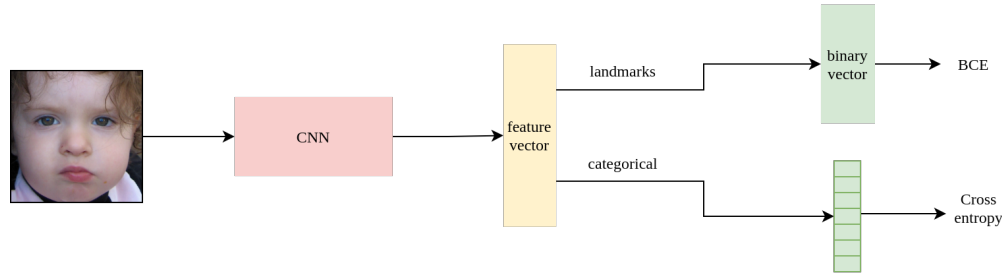 CNN
feature
vector
landmarks
categorical
binary
vector
BCE
Cross
entropy